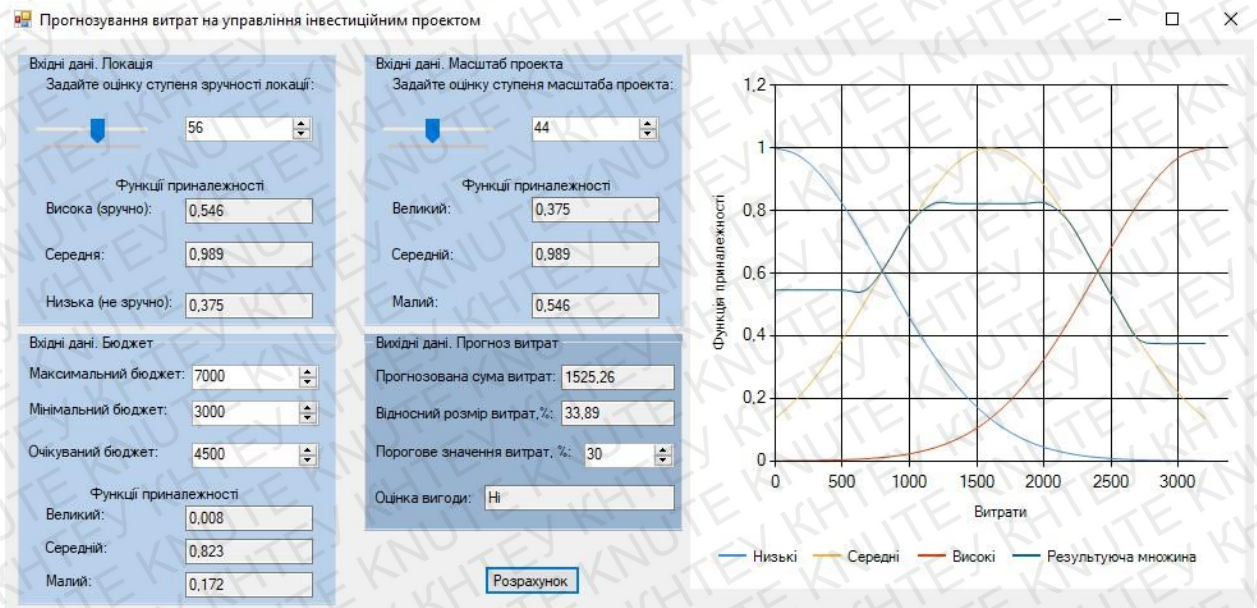 Прогнозування витрат на управління інвестиційним проектом
Вхідні дані. Локація
Задайте оцінку ступеня зручності локації:
56
Функції приналежності
Висока (зручно): 0,546
Середня: 0,989
Низька (не зручно): 0,375
Вхідні дані. Масштаб проекта
Задайте оцінку ступеня масштаба проекта:
44
Функції приналежності
Великий: 0,375
Середній: 0,989
Малий: 0,546
Вхідні дані. Бюджет
Максимальний бюджет: 7000
Мінімальний бюджет: 3000
Очікуваний бюджет: 4500
Функції приналежності
Великий: 0,008
Середній: 0,823
Малий: 0,172
Вихідні дані. Прогноз витрат
Прогнозована сума витрат: 1525,26
Відносний розмір витрат,%: 33,89
Порогове значення витрат, %: 30
Оцінка вигоди: Ні
Розрахунок
Функція приналежності
1,2
1
0,8
0,6
0,4
0,2
0
0 500 1000 1500 2000 2500 3000
Витрати
Низькі Середні Високі Результуюча множина
KHTEY KNUTE